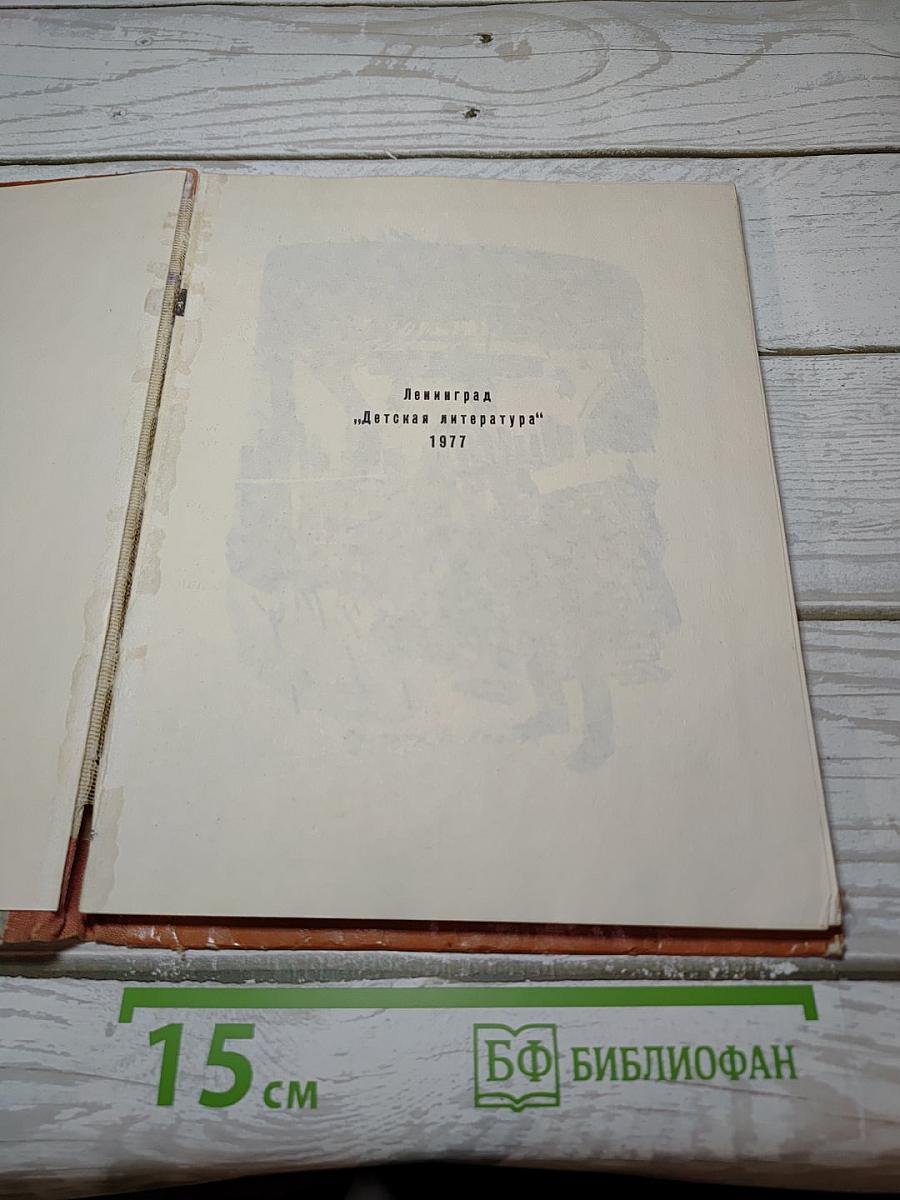 Ленинград
„Детская литература“
1977
15 см
БФ БИБЛИОФАН